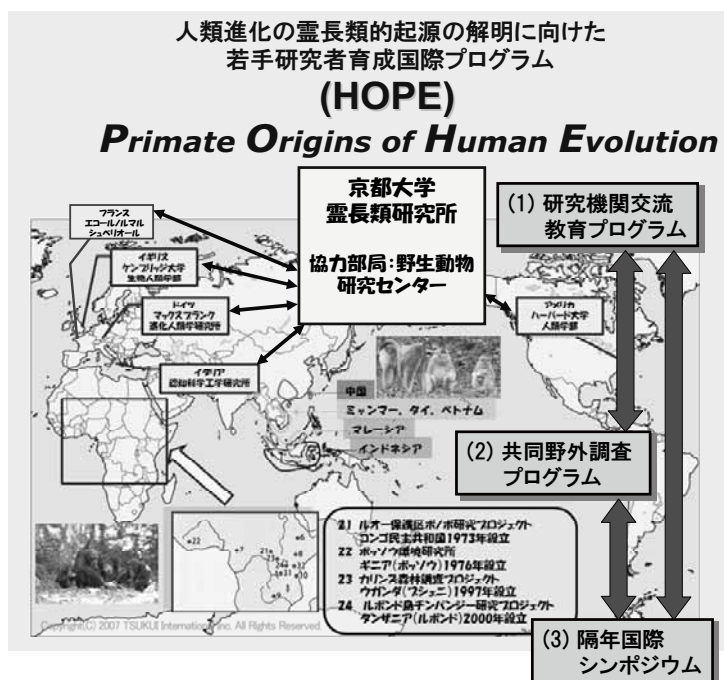 人類進化の霊長類的起源の解明に向けた
若手研究者育成国際プログラム
(HOPE)
Primate Origins of Human Evolution
京都大学
霊長類研究所
協力部局:野生動物
研究センター
(1) 研究機関交流
教育プログラム
フランス
エコール/ルマル
シュペリオール
イギリス
ケンブリッジ大学
生物人類学部
ドイツ
マックスプランク
進化人類学研究所
イタリア
認知科学工学研究所
アメリカ
ハーバード大学
人類学部
中国
ミャンマー、タイ、ベトナム
マレーシア
インドネシア
(2) 共同野外調査
プログラム
21 ルオー保護区ボノボ研究プロジェクト
コンゴ民主共和国1973年設立
22 ボッソウ環境研究所
ギニア(ボッソウ)1976年設立
23 カリンズ森林調査プロジェクト
ウガンダ(ブシェニ)1997年設立
24 ルボンド島チンパンジー研究プロジェクト
タンザニア(ルボンド)2000年設立
22
7
6
21
8
23
24
30
9
Copyright(C) 2007 TSUKUI International Inc. All Rights Reserved.
(3) 隔年国際
シンポジウム